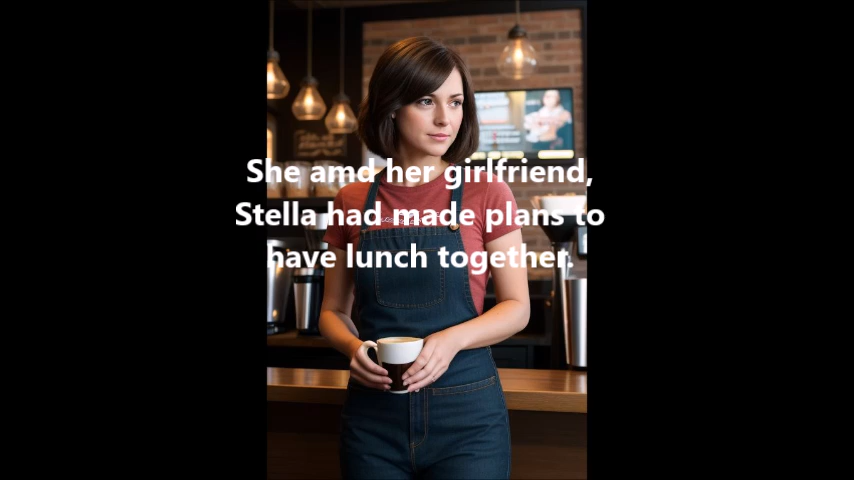 She amd her girlfriend,
Stella had made plans to
have lunch together.